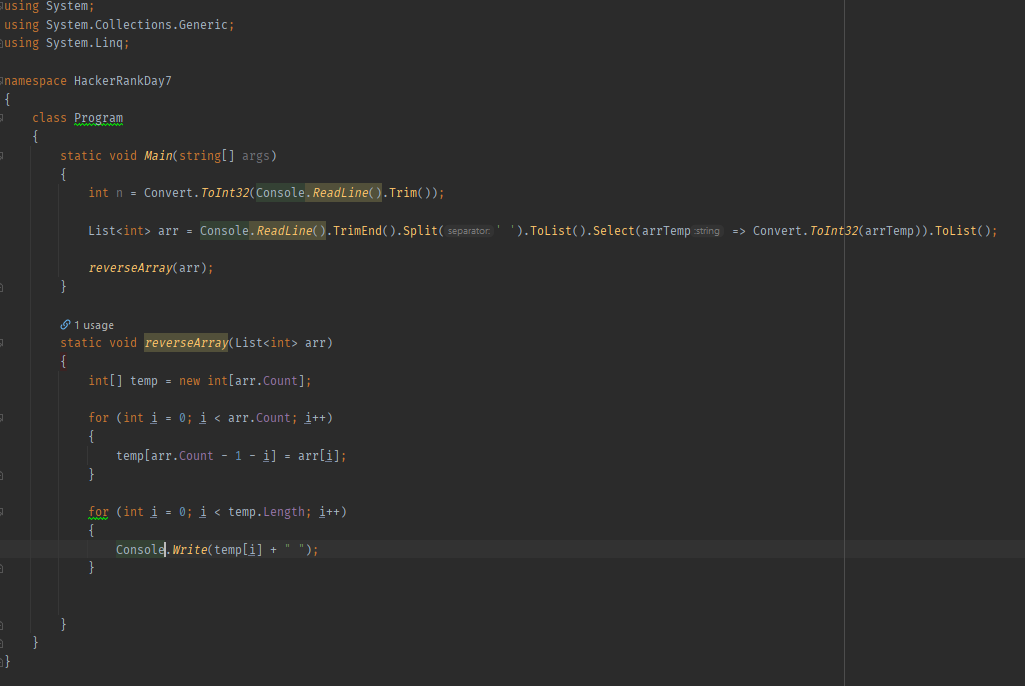 using System;
using System.Collections.Generic;
using System.Linq;
namespace HackerRankDay7
{
class Program
{
static void Main(string[] args)
{
int n = Convert.ToInt32(Console.ReadLine().Trim());
List<int> arr = Console.ReadLine().TrimEnd().Split( separator: ' ').ToList().Select(arrTemp :string => Convert.ToInt32(arrTemp)).ToList();
reverseArray(arr);
}
1 usage
static void reverseArray(List<int> arr)
{
int[] temp = new int[arr.Count];
for (int i = 0; i < arr.Count; i++)
{
temp[arr.Count - 1 - i] = arr[i];
}
for (int i = 0; i < temp.Length; i++)
{
Console.Write(temp[i] + " ");
}
}
}
}